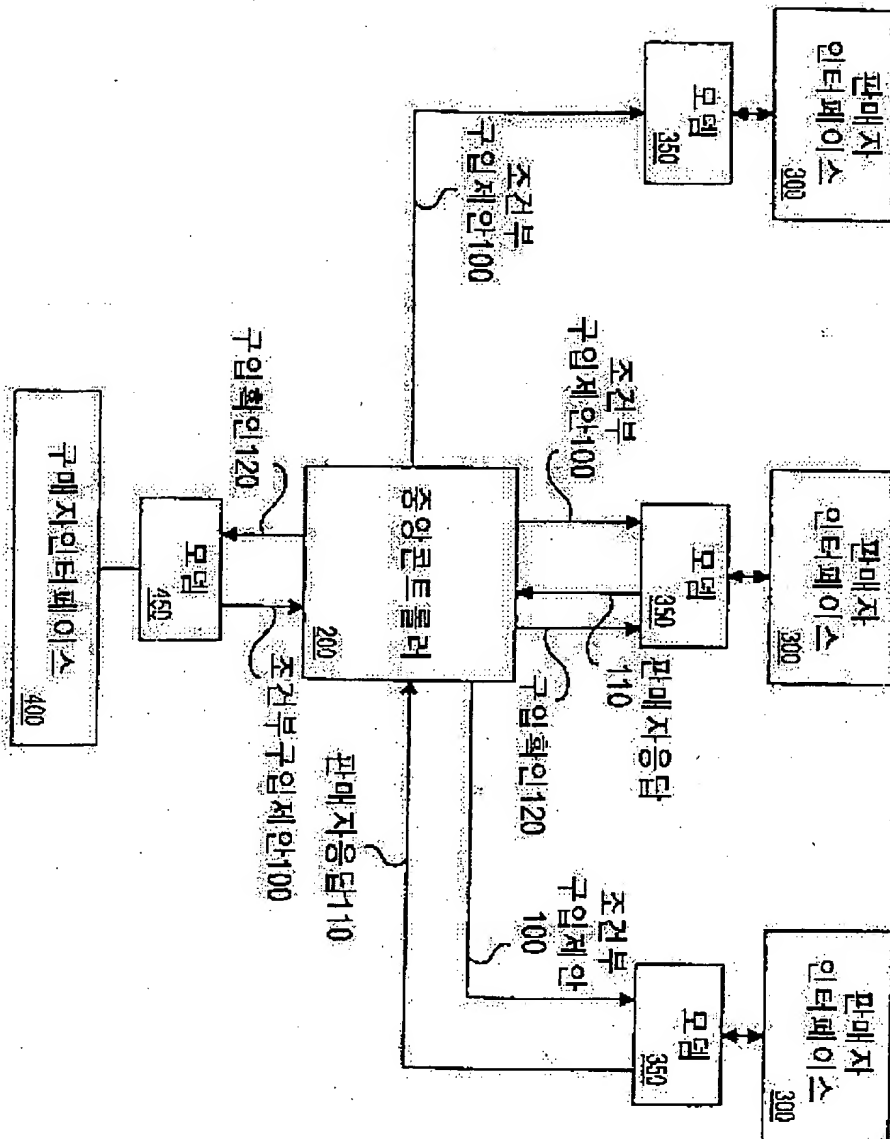 판매자
인터페이스
300
판매자
인터페이스
300
판매자
인터페이스
300
모뎀
350
모뎀
350
모뎀
350
조건부
구입제안100
조건부
구입제안100
판매자응답
110
구입확인120
조건부
구입제안
100
중앙콘트롤러
200
판매자응답110
구입확인120
조건부구입제안100
모뎀
450
구매자인터페이스
400